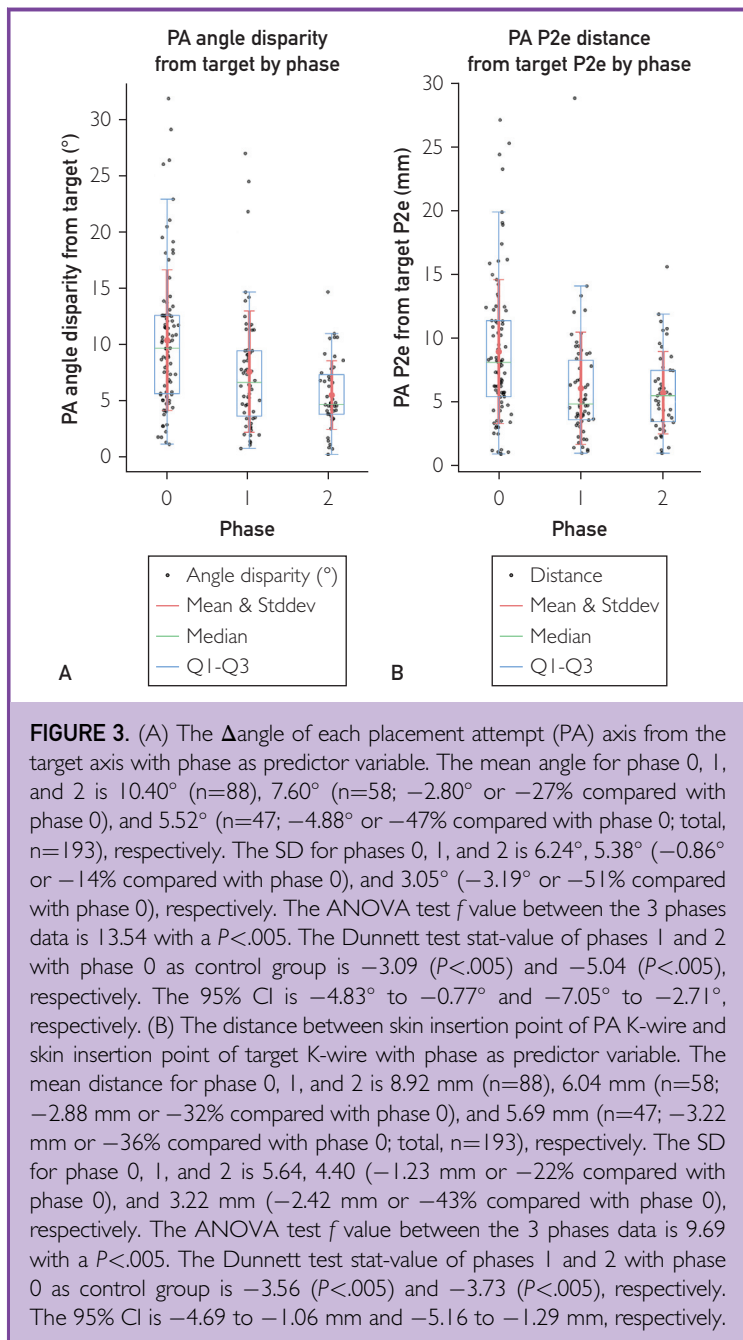 PA angle disparity
from target by phase
PA angle disparity from target (°)
30
25
20
15
10
5
0
0 1 2
Phase
Angle disparity (°)
Mean & Stddev
Median
Q1-Q3
A
PA P2e distance
from target P2e by phase
PA P2e from target P2e (mm)
30
25
20
15
10
5
0
0 1 2
Phase
Distance
Mean & Stddev
Median
Q1-Q3
B
FIGURE 3. (A) The Δangle of each placement attempt (PA) axis from the
target axis with phase as predictor variable. The mean angle for phase 0, 1,
and 2 is 10.40° (n=88), 7.60° (n=58; −2.80° or −27% compared with
phase 0), and 5.52° (n=47; −4.88° or −47% compared with phase 0; total,
n=193), respectively. The SD for phases 0, 1, and 2 is 6.24°, 5.38° (−0.86°
or −14% compared with phase 0), and 3.05° (−3.19° or −51% compared
with phase 0), respectively. The ANOVA test f value between the 3 phases
data is 13.54 with a P<.005. The Dunnett test stat-value of phases 1 and 2
with phase 0 as control group is −3.09 (P<.005) and −5.04 (P<.005),
respectively. The 95% CI is −4.83° to −0.77° and −7.05° to −2.71°,
respectively. (B) The distance between skin insertion point of PA K-wire and
skin insertion point of target K-wire with phase as predictor variable. The
mean distance for phase 0, 1, and 2 is 8.92 mm (n=88), 6.04 mm (n=58;
−2.88 mm or −32% compared with phase 0), and 5.69 mm (n=47; −3.22
mm or −36% compared with phase 0; total, n=193), respectively. The SD
for phase 0, 1, and 2 is 5.64, 4.40 (−1.23 mm or −22% compared with
phase 0), and 3.22 mm (−2.42 mm or −43% compared with phase 0),
respectively. The ANOVA test f value between the 3 phases data is 9.69
with a P<.005. The Dunnett test stat-value of phases 1 and 2 with phase
0 as control group is −3.56 (P<.005) and −3.73 (P<.005), respectively.
The 95% CI is −4.69 to −1.06 mm and −5.16 to −1.29 mm, respectively.